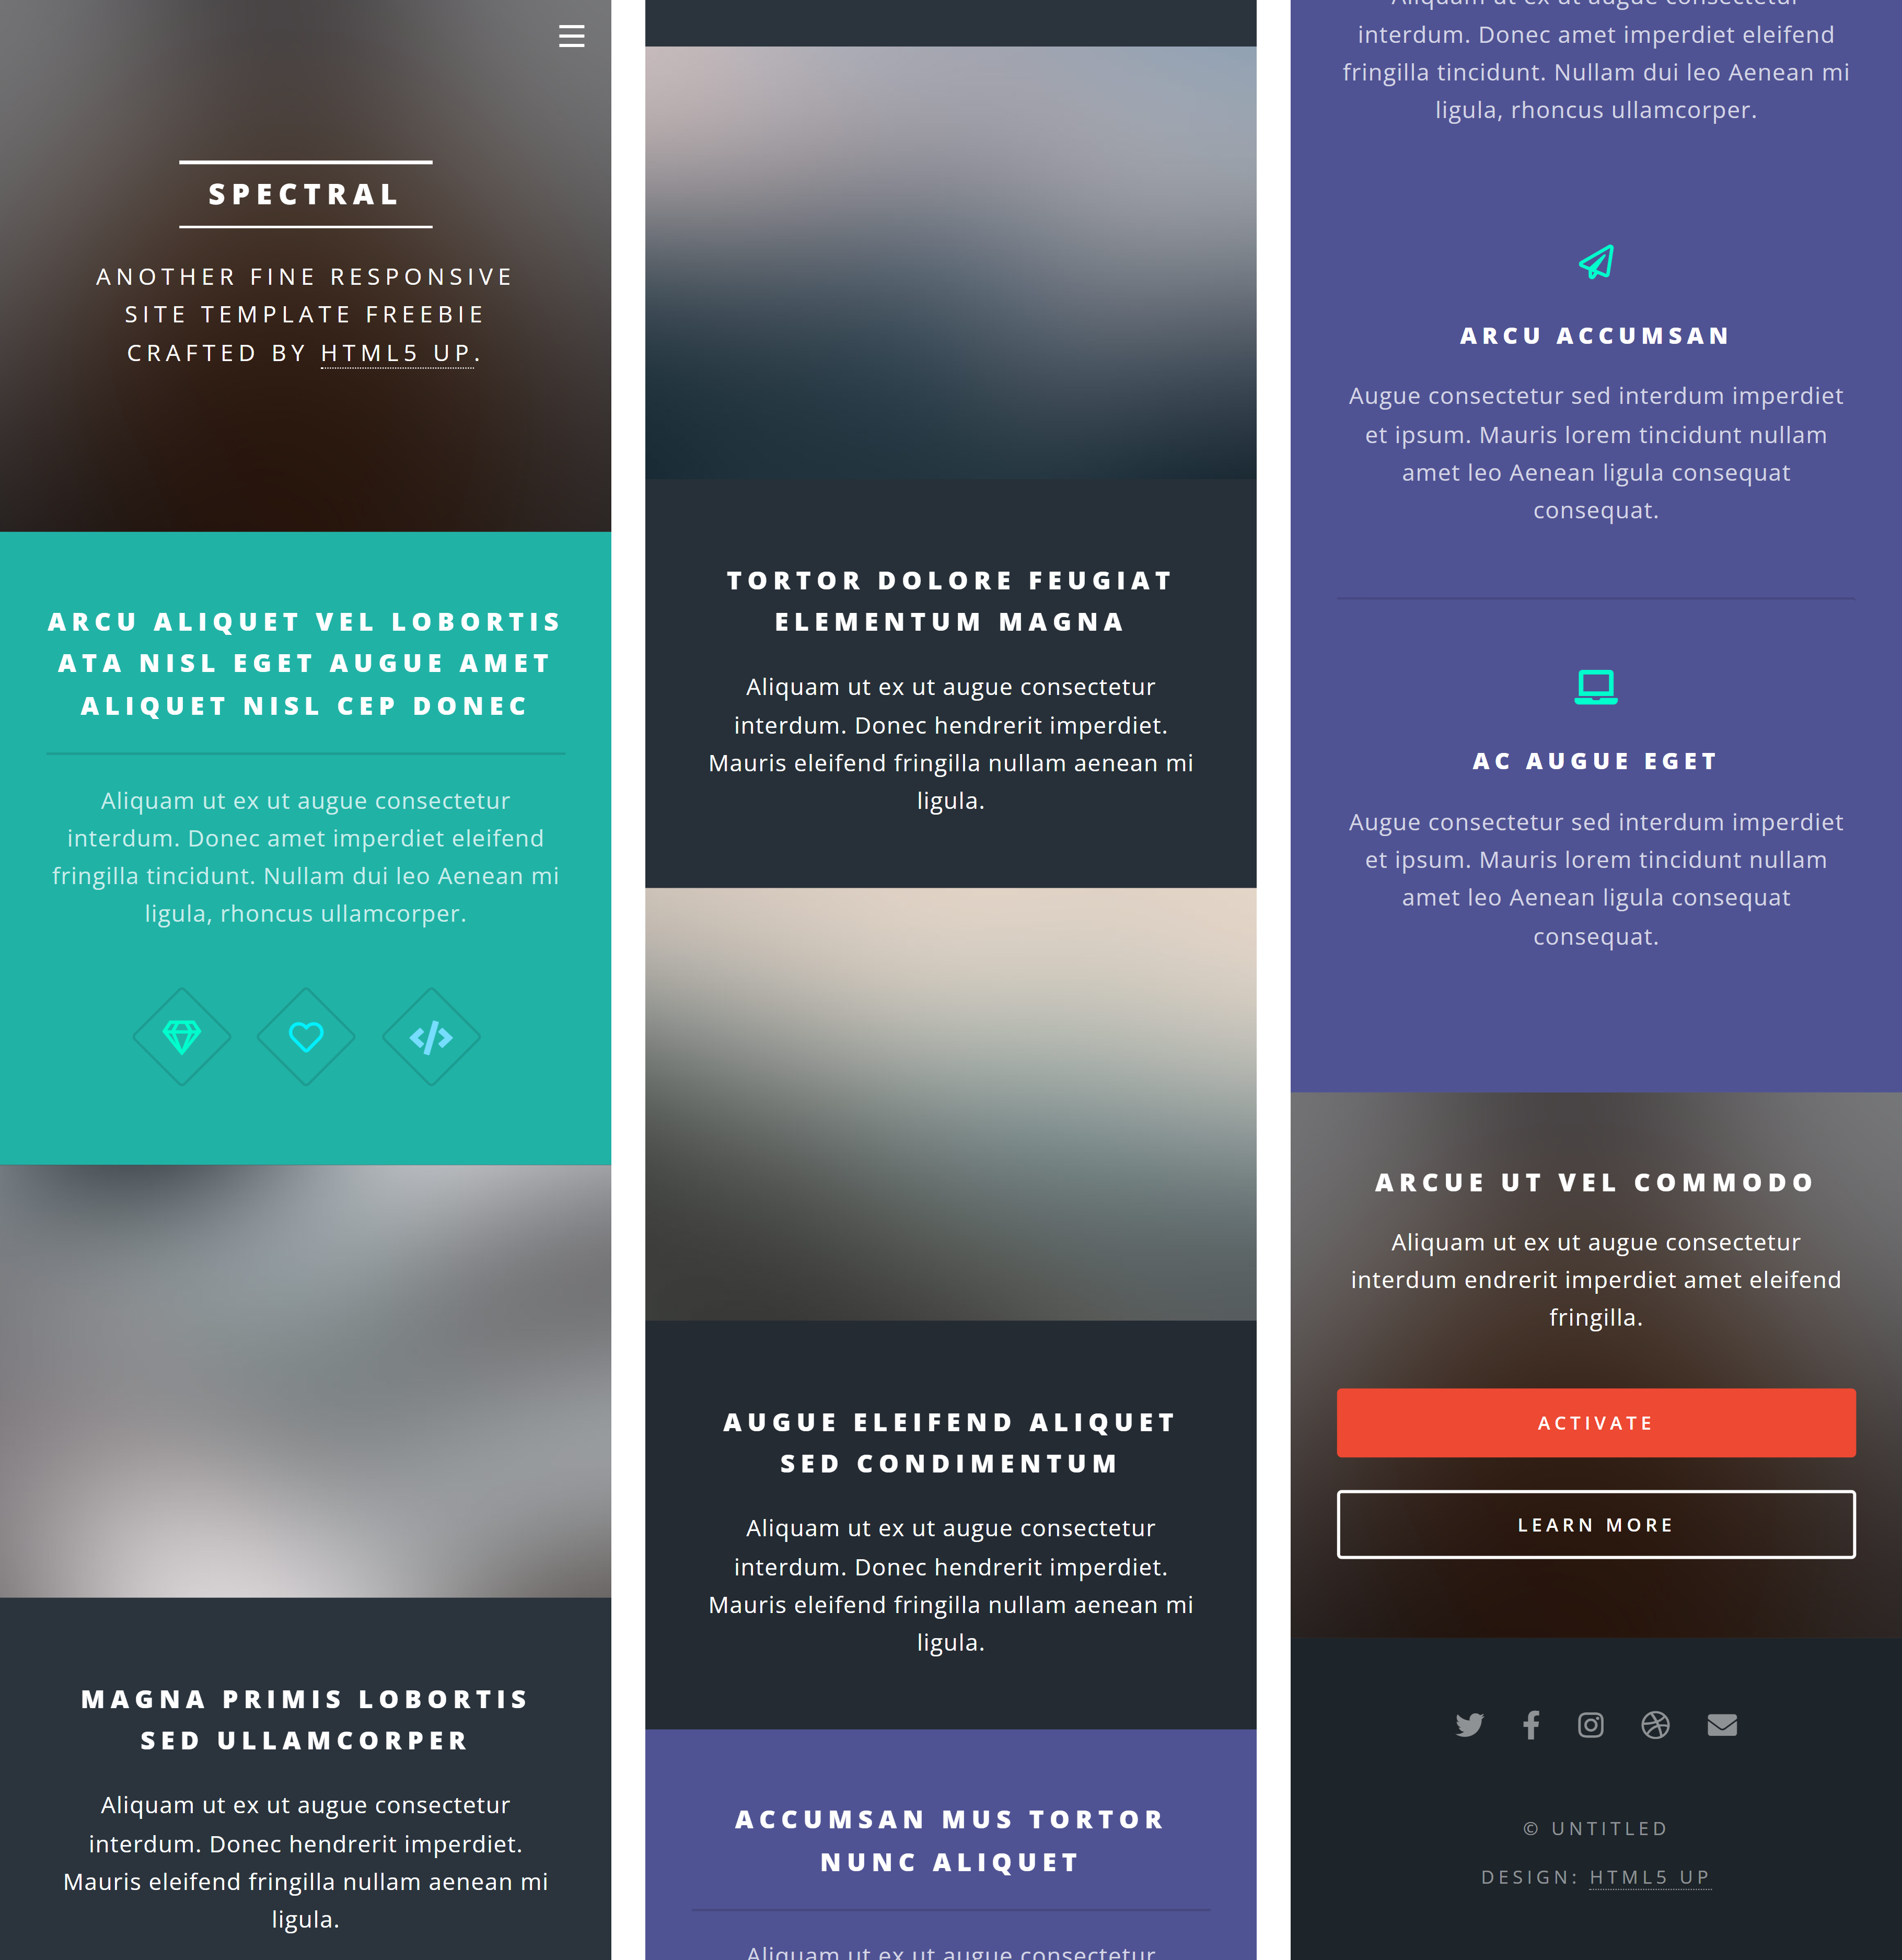 SPECTRAL
ANOTHER FINE RESPONSIVE
SITE TEMPLATE FREEBIE
CRAFTED BY HTML5 UP.
ARCU ALIQUET VEL LOBORTIS
ATA NISL EGET AUGUE AMET
ALIQUET NISL CEP DONEC
Aliquam ut ex ut augue consectetur
interdum. Donec amet imperdiet eleifend
fringilla tincidunt. Nullam dui leo Aenean mi
ligula, rhoncus ullamcorper.
MAGNA PRIMIS LOBORTIS
SED ULLAMCORPER
Aliquam ut ex ut augue consectetur
interdum. Donec hendrerit imperdiet.
Mauris eleifend fringilla nullam aenean mi
ligula.
TORTOR DOLORE FEUGIAT
ELEMENTUM MAGNA
Aliquam ut ex ut augue consectetur
interdum. Donec hendrerit imperdiet.
Mauris eleifend fringilla nullam aenean mi
ligula.
AUGUE ELEIFEND ALIQUET
SED CONDIMENTUM
Aliquam ut ex ut augue consectetur
interdum. Donec hendrerit imperdiet.
Mauris eleifend fringilla nullam aenean mi
ligula.
ACCUMSAN MUS TORTOR
NUNC ALIQUET
Aliquam ut ex ut augue consectetur
Aliquam ut ex ut augue consectetur
interdum. Donec amet imperdiet eleifend
fringilla tincidunt. Nullam dui leo Aenean mi
ligula, rhoncus ullamcorper.
ARCU ACCUMSAN
Augue consectetur sed interdum imperdiet
et ipsum. Mauris lorem tincidunt nullam
amet leo Aenean ligula consequat
consequat.
AC AUGUE EGET
Augue consectetur sed interdum imperdiet
et ipsum. Mauris lorem tincidunt nullam
amet leo Aenean ligula consequat
consequat.
ARCUE UT VEL COMMODO
Aliquam ut ex ut augue consectetur
interdum endrerit imperdiet amet eleifend
fringilla.
ACTIVATE
LEARN MORE
© UNTITLED
DESIGN: HTML5 UP